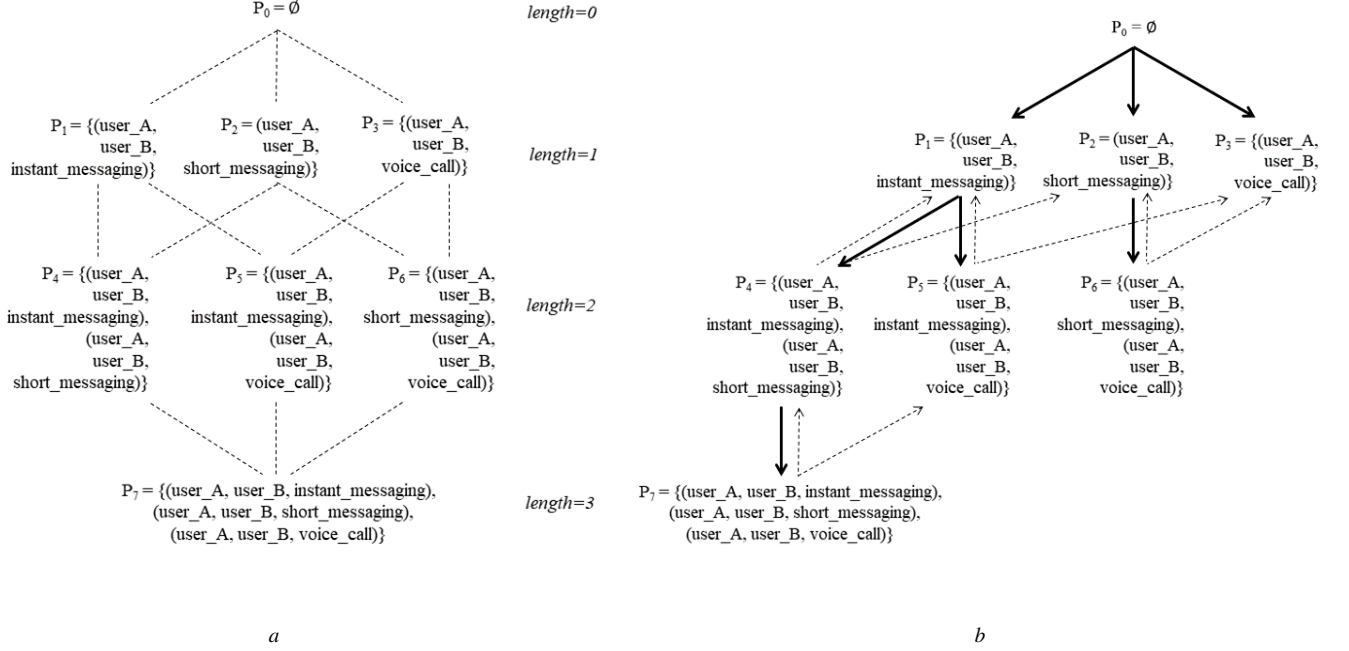 P0 = Ø
length=0
P1 = {(user_A,
user_B,
instant_messaging)}
P2 = (user_A,
user_B,
short_messaging)}
P3 = {(user_A,
user_B,
voice_call)}
length=1
P4 = {(user_A,
user_B,
instant_messaging),
(user_A,
user_B,
short_messaging)}
P5 = {(user_A,
user_B,
instant_messaging),
(user_A,
user_B,
voice_call)}
P6 = {(user_A,
user_B,
short_messaging),
(user_A,
user_B,
voice_call)}
length=2
P7 = {(user_A, user_B, instant_messaging),
(user_A, user_B, short_messaging),
(user_A, user_B, voice_call)}
length=3
a
P0 = Ø
P1 = {(user_A,
user_B,
instant_messaging)}
P2 = (user_A,
user_B,
short_messaging)}
P3 = {(user_A,
user_B,
voice_call)}
P4 = {(user_A,
user_B,
instant_messaging),
(user_A,
user_B,
short_messaging)}
P5 = {(user_A,
user_B,
instant_messaging),
(user_A,
user_B,
voice_call)}
P6 = {(user_A,
user_B,
short_messaging),
(user_A,
user_B,
voice_call)}
P7 = {(user_A, user_B, instant_messaging),
(user_A, user_B, short_messaging),
(user_A, user_B, voice_call)}
b